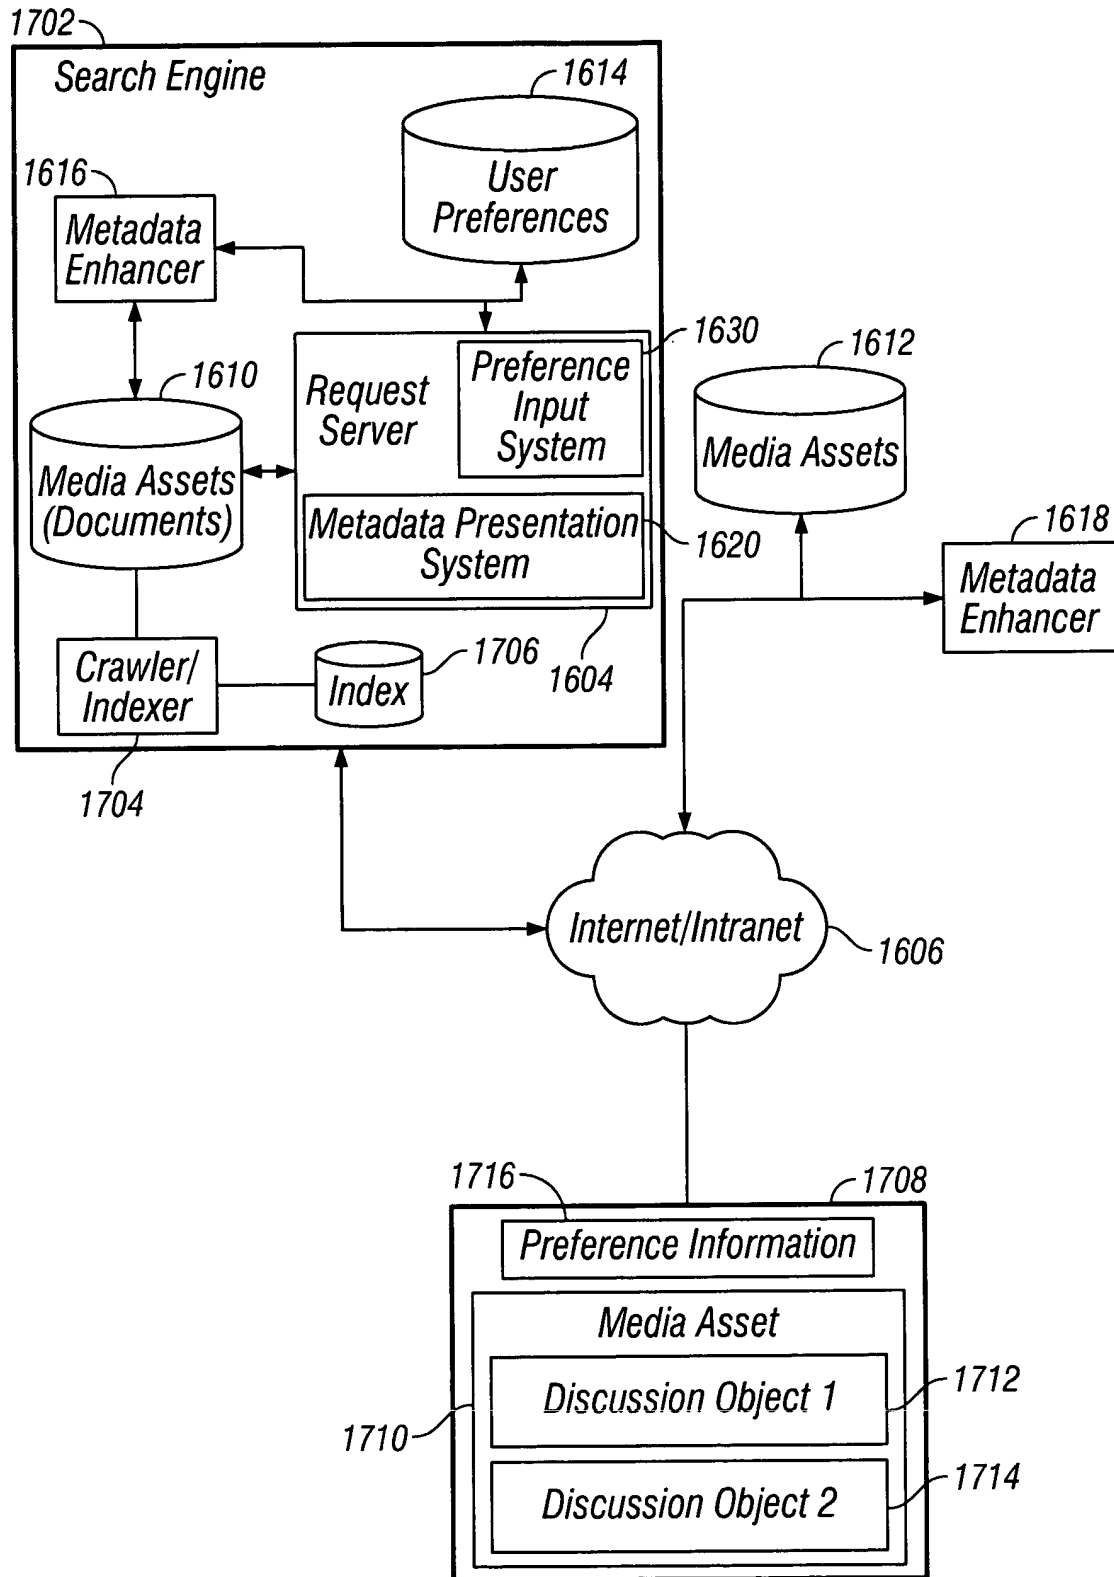 1702
Search Engine
1614
User
Preferences
1616
Metadata
Enhancer
1630
Preference
Input
System
Request
Server
1610
Media Assets
(Documents)
Metadata Presentation
System
1620
1612
Media Assets
1618
Metadata
Enhancer
Crawler/
Indexer
1706
Index
1604
1704
Internet/Intranet
1606
1716
1708
Preference Information
Media Asset
Discussion Object 1
1712
1710
Discussion Object 2
1714